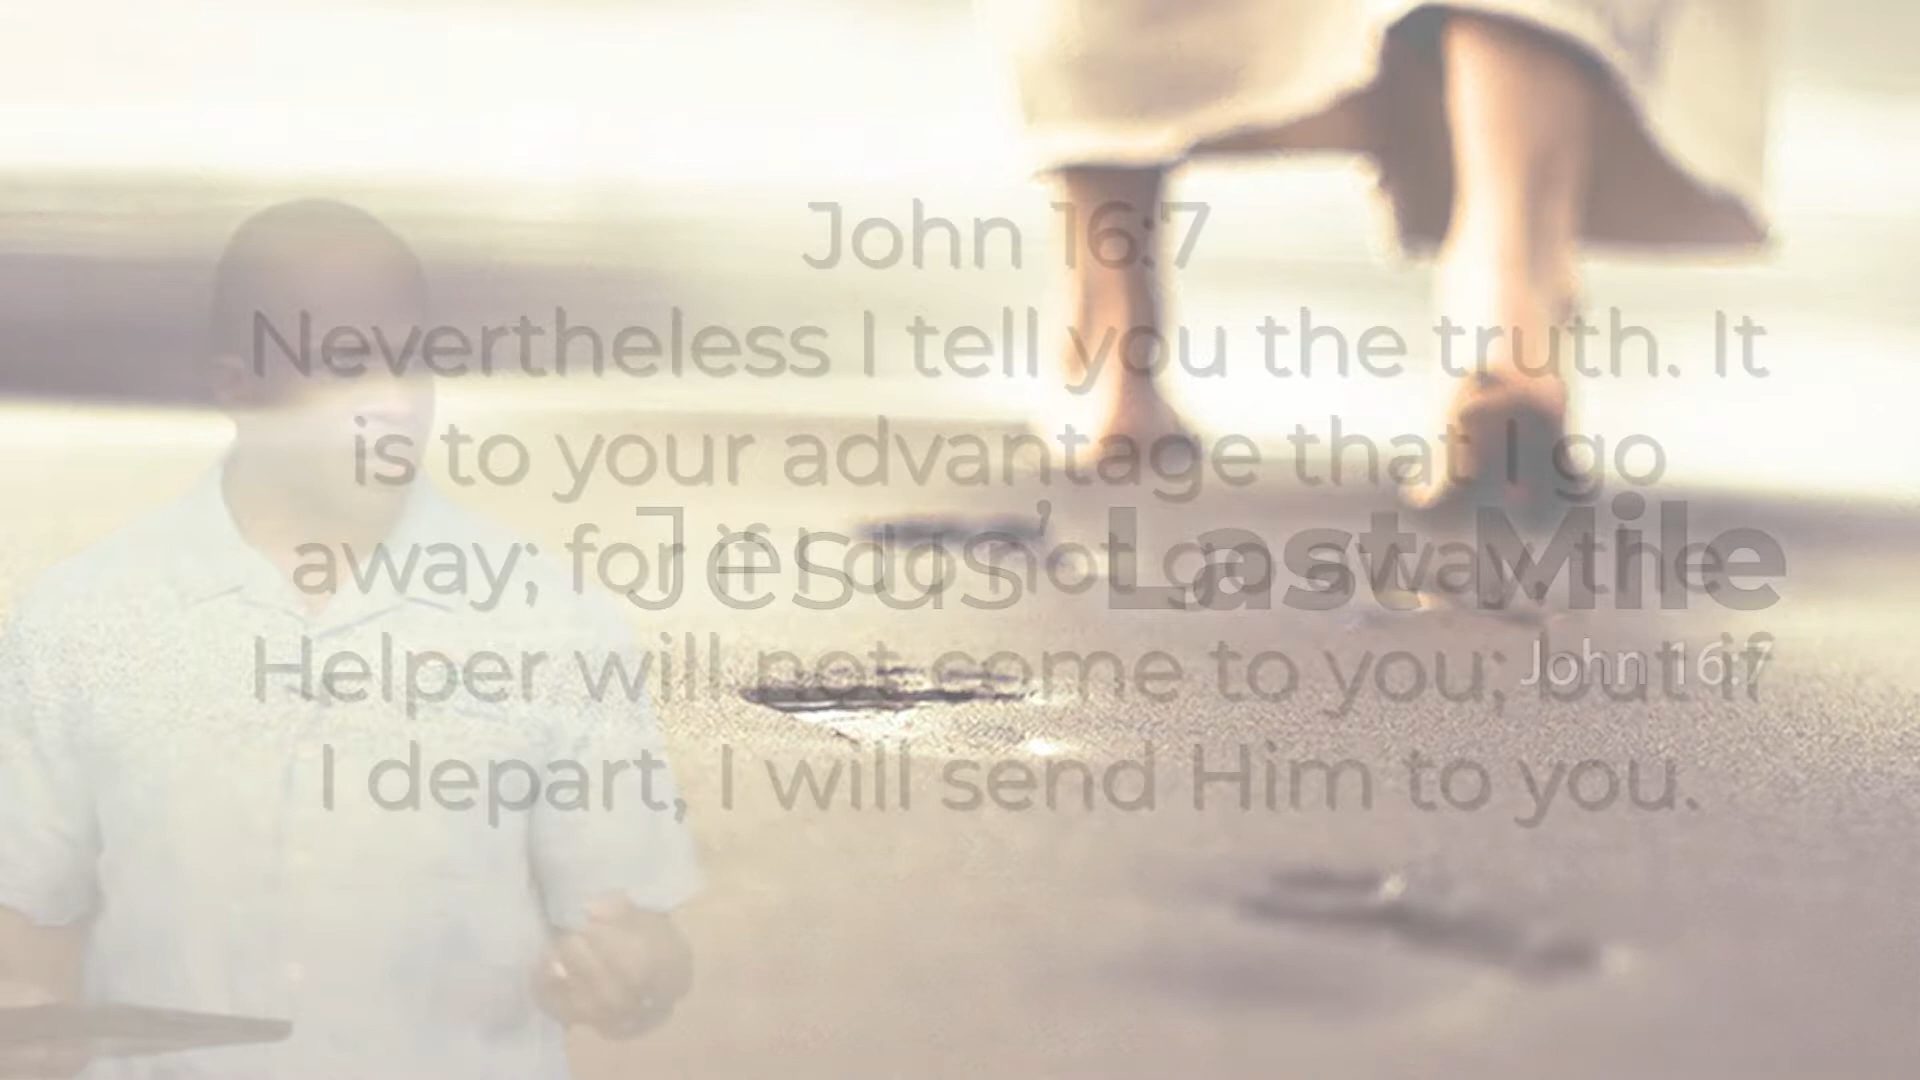 John 16:7
Nevertheless I tell you the truth. It
is to your advantage that I go
away; for if I do not go away, the
Helper will not come to you; but if
I depart, I will send Him to you.
Jesus' Last Mile
John 16:7